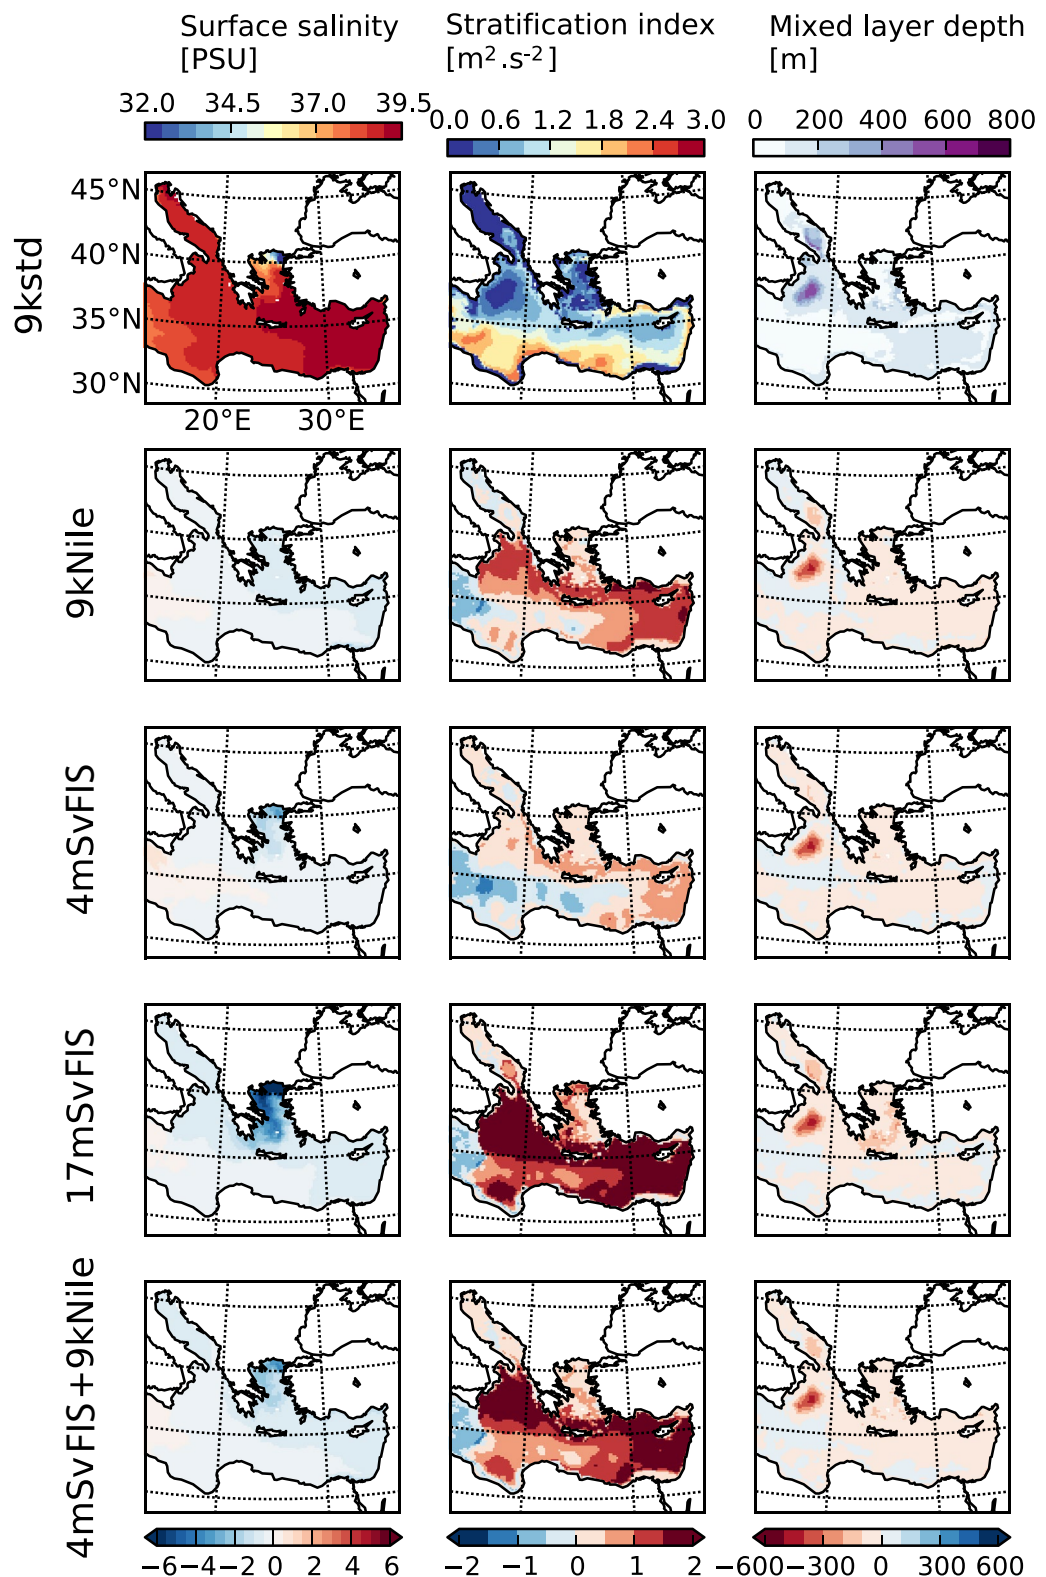 Surface salinity
[PSU]
Stratification index
[m².s⁻²]
Mixed layer depth
[m]
32.0 34.5 37.0 39.5
0.0 0.6 1.2 1.8 2.4 3.0
0 200 400 600 800
9kstd
45°N
40°N
35°N
30°N
20°E 30°E
9kNile
4mSvFIS
17mSvFIS
4mSvFIS+9kNile
−6 −4 −2 0 2 4 6
−2 −1 0 1 2
−600 −300 0 300 600